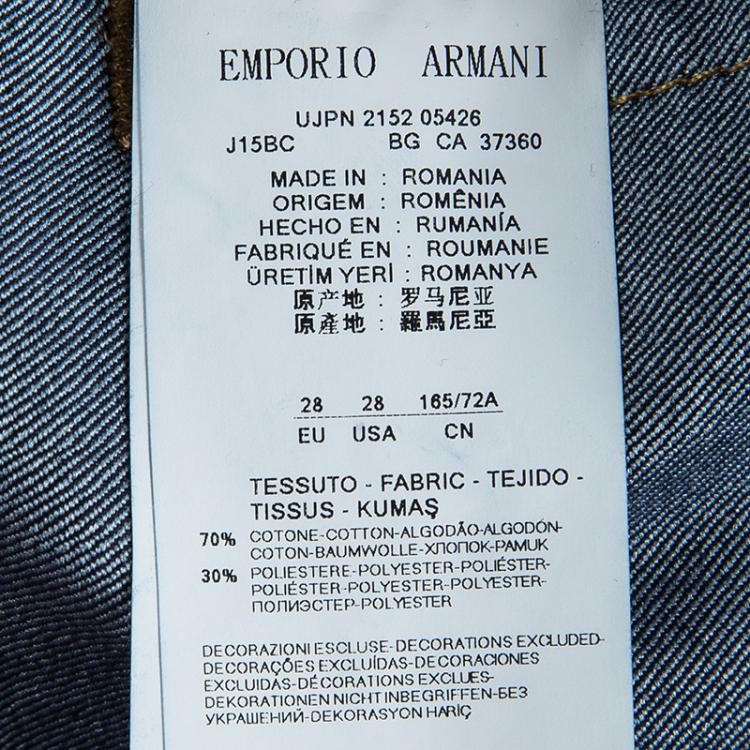 EMPORIO ARMANI
UJPN 2152 05426
J15BC BG CA 37360
MADE IN : ROMANIA
ORIGEM : ROMÊNIA
HECHO EN : RUMANÍA
FABRIQUÉ EN : ROUMANIE
ÜRETİM YERİ : ROMANYA
原产地 : 罗马尼亚
原產地 : 羅馬尼亞
28 28 165/72A
EU USA CN
TESSUTO - FABRIC - TEJIDO -
TISSUS - KUMAŞ
70% COTONE-COTTON-ALGODÃO-ALGODÓN-
COTON-BAUMWOLLE-ХЛОПОК-PAMUK
30% POLIESTERE-POLYESTER-POLIÉSTER-
POLIÉSTER-POLYESTER-POLYESTER-
ПОЛИЭСТЕР-POLYESTER
DECORAZIONI ESCLUSE-DECORATIONS EXCLUDED-
DECORAÇÕES EXCLUÍDAS-DECORACIONES
EXCLUIDAS-DÉCORATIONS EXCLUES-
DEKORATIONEN NICHT INBEGRIFFEN-БЕЗ
УКРАШЕНИЙ-DEKORASYON HARİÇ